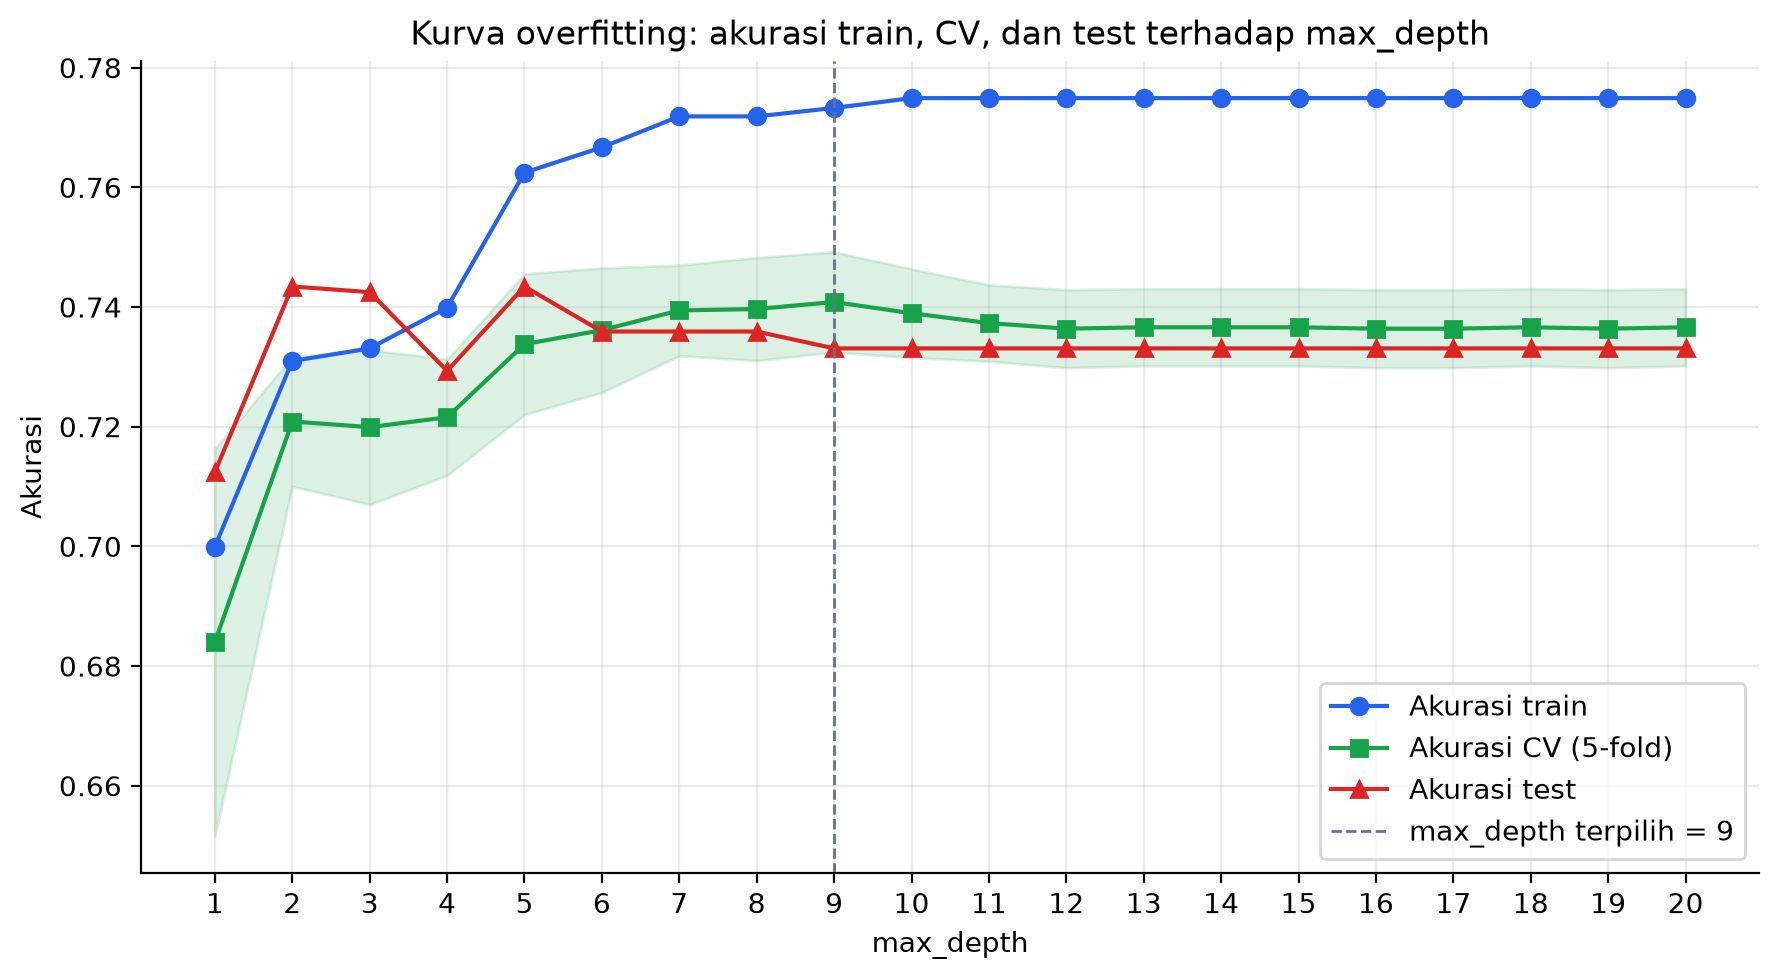 Kurva overfitting: akurasi train, CV, dan test terhadap max_depth
Akurasi
0.78
0.76
0.74
0.72
0.70
0.68
0.66
1 2 3 4 5 6 7 8 9 10 11 12 13 14 15 16 17 18 19 20
max_depth
Akurasi train
Akurasi CV (5-fold)
Akurasi test
max_depth terpilih = 9